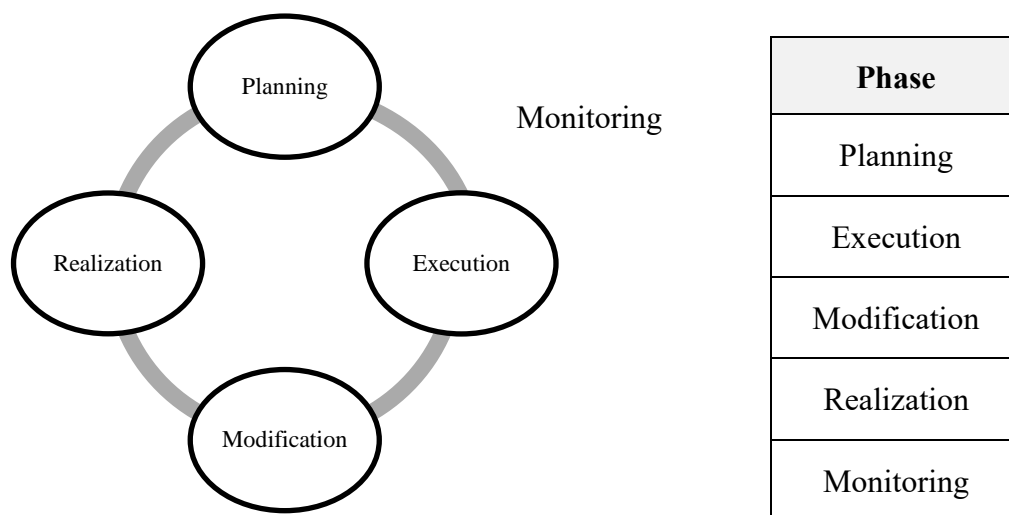 Planning
Monitoring
Realization
Execution
Modification
Phase
Planning
Execution
Modification
Realization
Monitoring